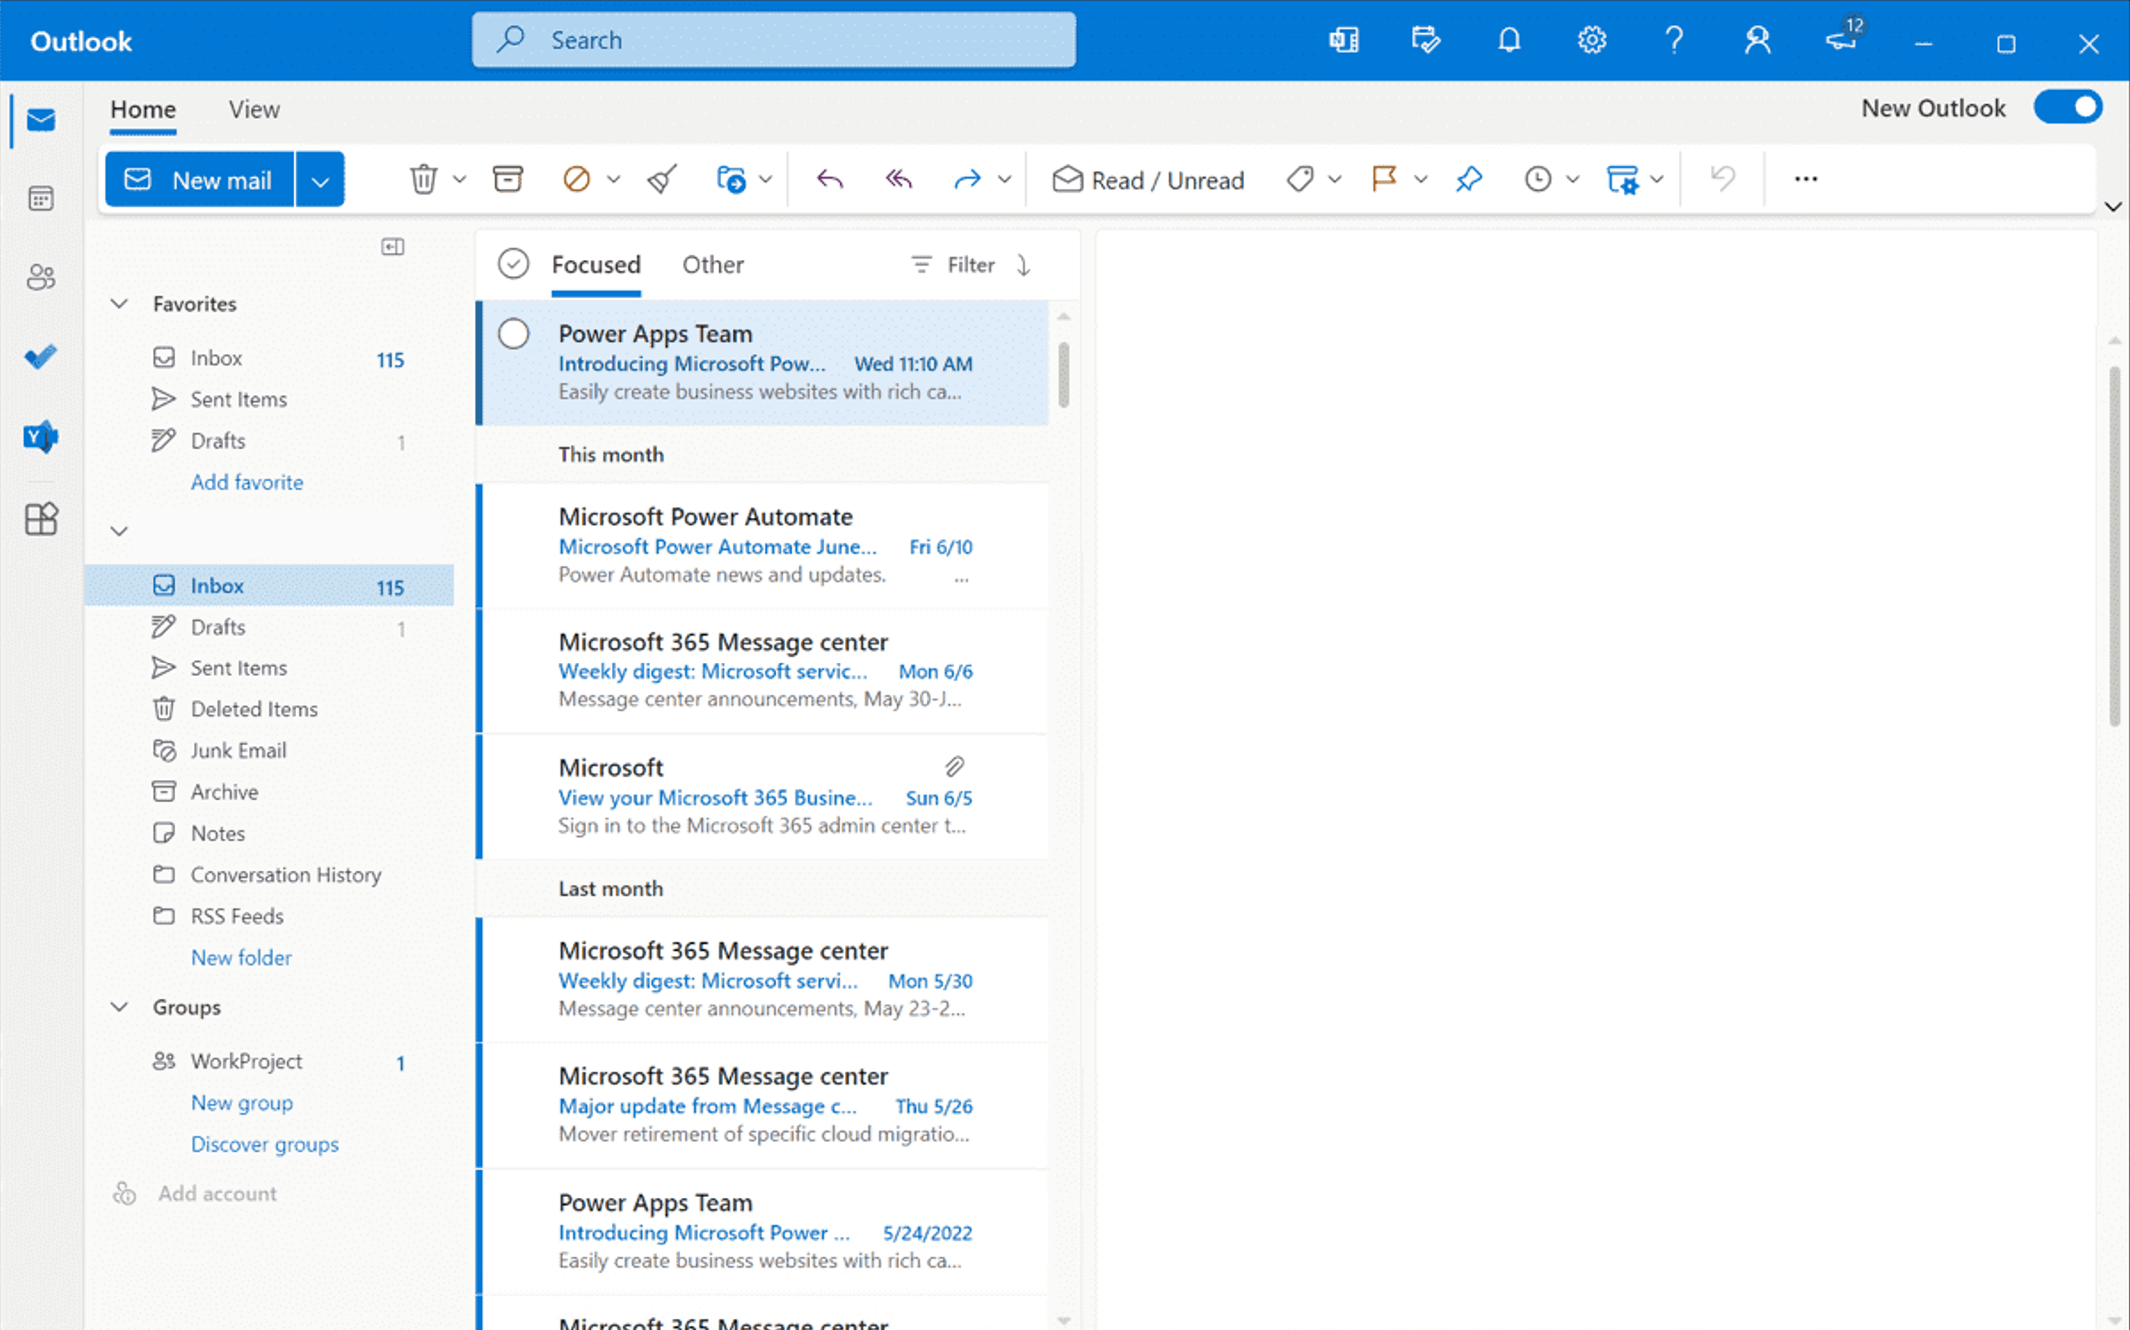 Outlook
Search
12
Home View
New Outlook
New mail
Read / Unread
Favorites
Inbox 115
Sent Items
Drafts 1
Add favorite
Inbox 115
Drafts 1
Sent Items
Deleted Items
Junk Email
Archive
Notes
Conversation History
RSS Feeds
New folder
Groups
WorkProject 1
New group
Discover groups
Add account
Focused Other Filter
Power Apps Team
Introducing Microsoft Pow... Wed 11:10 AM
Easily create business websites with rich ca...
This month
Microsoft Power Automate
Microsoft Power Automate June... Fri 6/10
Power Automate news and updates. ...
Microsoft 365 Message center
Weekly digest: Microsoft servic... Mon 6/6
Message center announcements, May 30-J...
Microsoft
View your Microsoft 365 Busine... Sun 6/5
Sign in to the Microsoft 365 admin center t...
Last month
Microsoft 365 Message center
Weekly digest: Microsoft servi... Mon 5/30
Message center announcements, May 23-2...
Microsoft 365 Message center
Major update from Message c... Thu 5/26
Mover retirement of specific cloud migratio...
Power Apps Team
Introducing Microsoft Power ... 5/24/2022
Easily create business websites with rich ca...
Microsoft 365 Message center